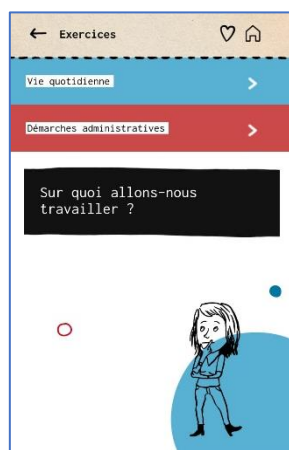 Exercices
Vie quotidienne
Démarches administratives
Sur quoi allons-nous
travailler ?